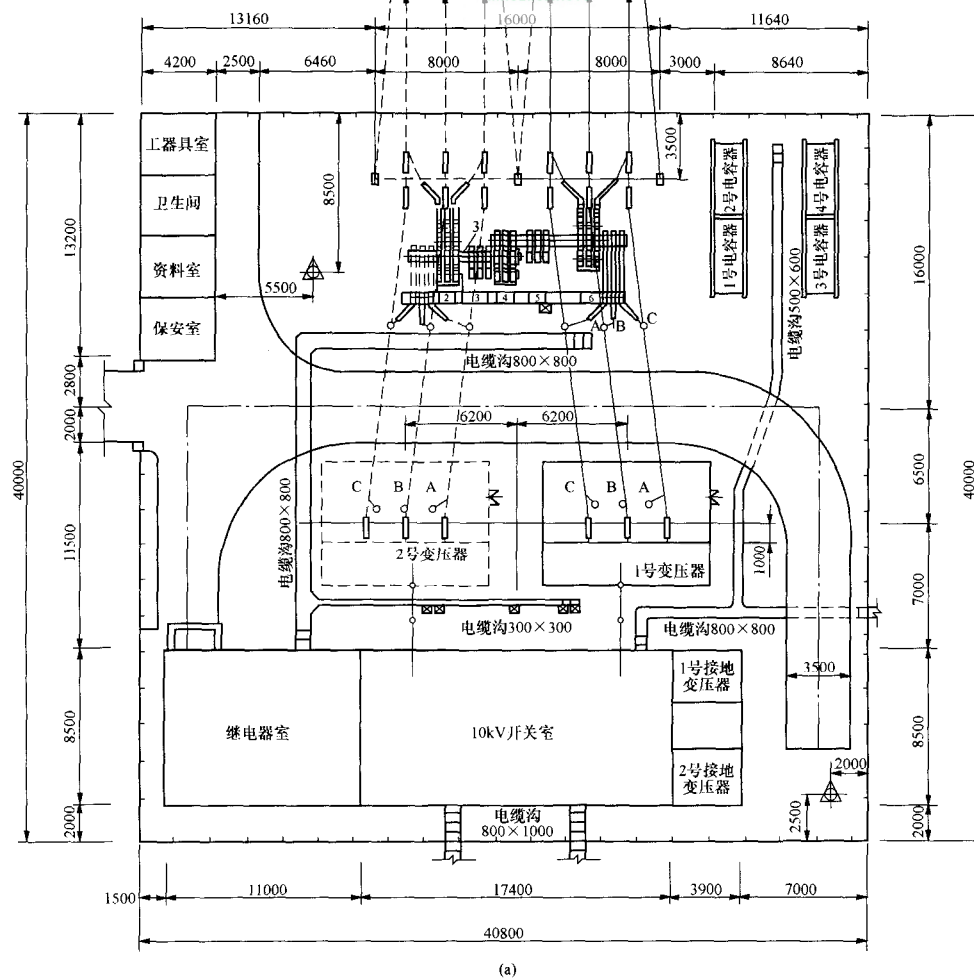 13160
16000
11640
4200
2500
6460
8000
8000
3000
8640
工器具室
卫生间
资料室
保安室
13200
2800
2000
11500
8500
2000
40000
8500
5500
3500
3
2
3
4
5
6
A
B
C
2号电容器
1号电容器
4号电容器
3号电容器
电缆沟500×600
电缆沟800×800
16000
6500
7000
8500
2000
40000
6200
6200
C
B
A
C
B
A
电缆沟800×800
2号变压器
1号变压器
1000
电缆沟300×300
电缆沟800×800
3500
继电器室
10kV开关室
1号接地
变压器
2号接地
变压器
2000
2500
电缆沟
800×1000
1500
11000
17400
3900
7000
40800
(a)